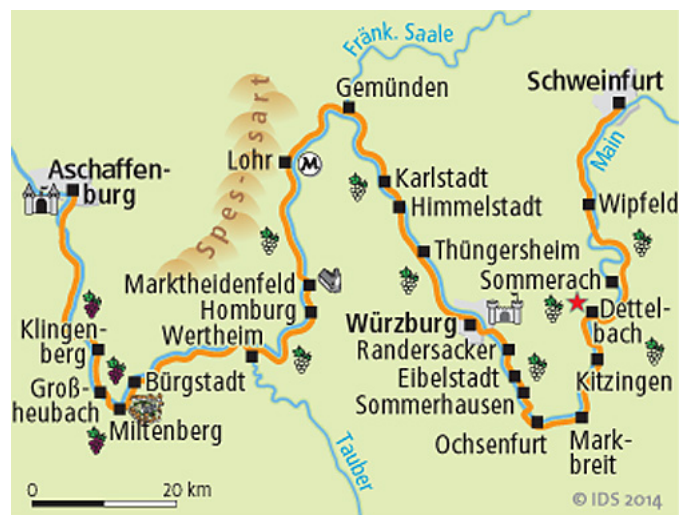 Fränk. Saale
Gemünden
Schweinfurt
Main
Spessart
Lohr
M
Aschaffen-
burg
Karlstadt
Himmelstadt
Wipfeld
Thüngersheim
Sommerach
Marktheidenfeld
Homburg
Wertheim
Würzburg
Dettel-
bach
Klingen-
berg
Randersacker
Eibelstadt
Sommerhausen
Kitzingen
Groß-
heubach
Bürgstadt
Miltenberg
Ochsenfurt
Mark-
breit
Tauber
0 20 km
© IDS 2014